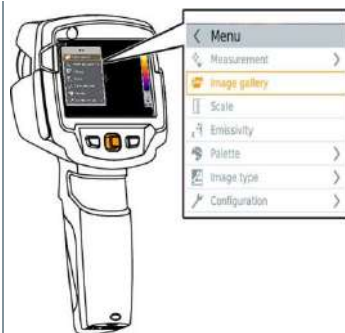 Menu
Measurement
Image gallery
Scale
Emissivity
Palette
Image type
Configuration